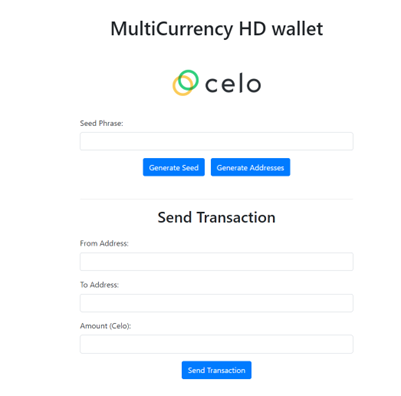 MultiCurrency HD wallet
celo
Seed Phrase:
Generate Seed Generate Addresses
Send Transaction
From Address:
To Address:
Amount (Celo):
Send Transaction